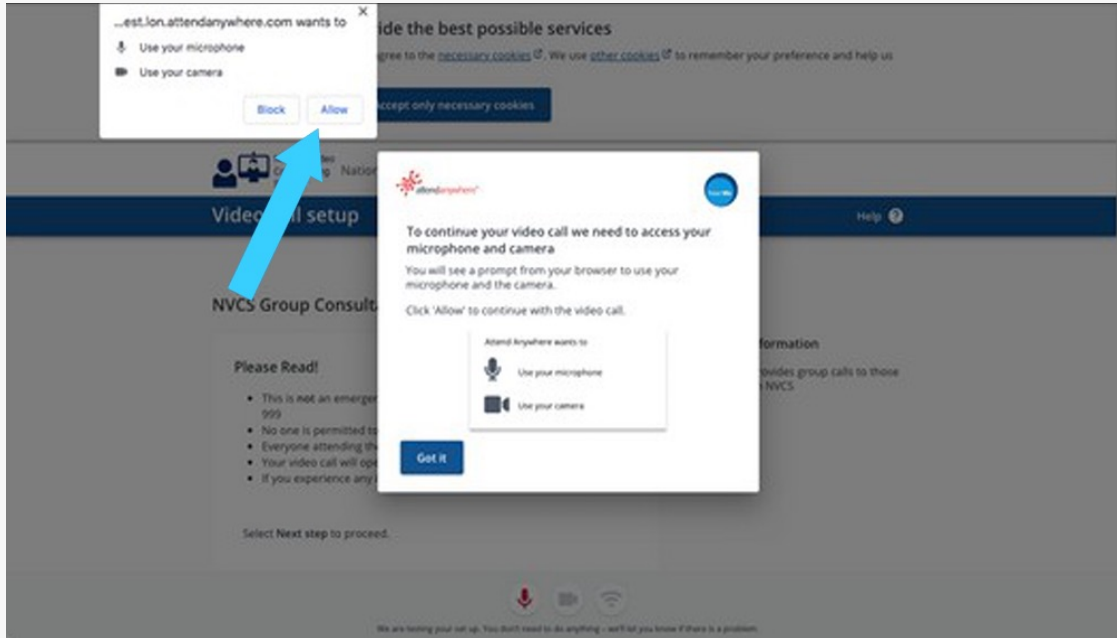 ...est.lon.attendanywhere.com wants to
Use your microphone
Use your camera
Block
Allow
ide the best possible services
gree to the necessary cookies. We use other cookies to remember your preference and help us
ccept only necessary cookies
Nation
Video ll setup
Help
attendanywhere
To continue your video call we need to access your
microphone and camera
You will see a prompt from your browser to use your
microphone and the camera.
Click 'Allow' to continue with the video call.
Attend Anywhere wants to
Use your microphone
Use your camera
Got it
NVCS Group Consult
Please Read!
This is not an emerge
999
No one is permitted to
Everyone attending th
Your video call will ope
If you experience any
Select Next step to proceed.
formation
ovides group calls to those
NVCS
We are testing your set up. You don't need to do anything – we'll let you know if there is a problem